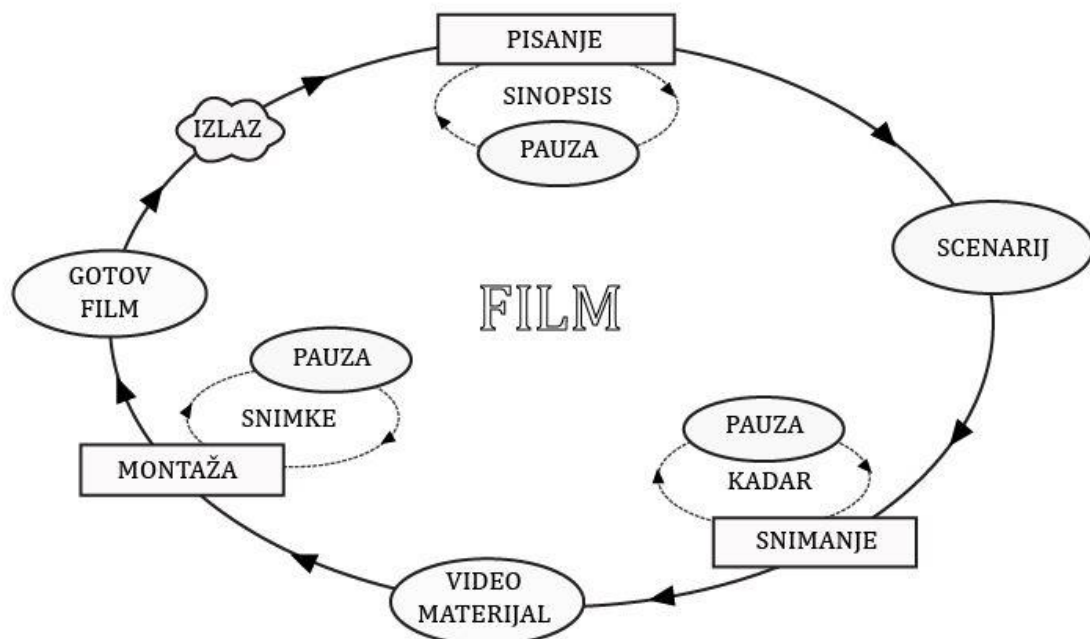 PISANJE
SINOPSIS
PAUZA
IZLAZ
SCENARIJ
GOTOV
FILM
FILM
PAUZA
SNIMKE
MONTAŽA
PAUZA
KADAR
SNIMANJE
VIDEO
MATERIJAL